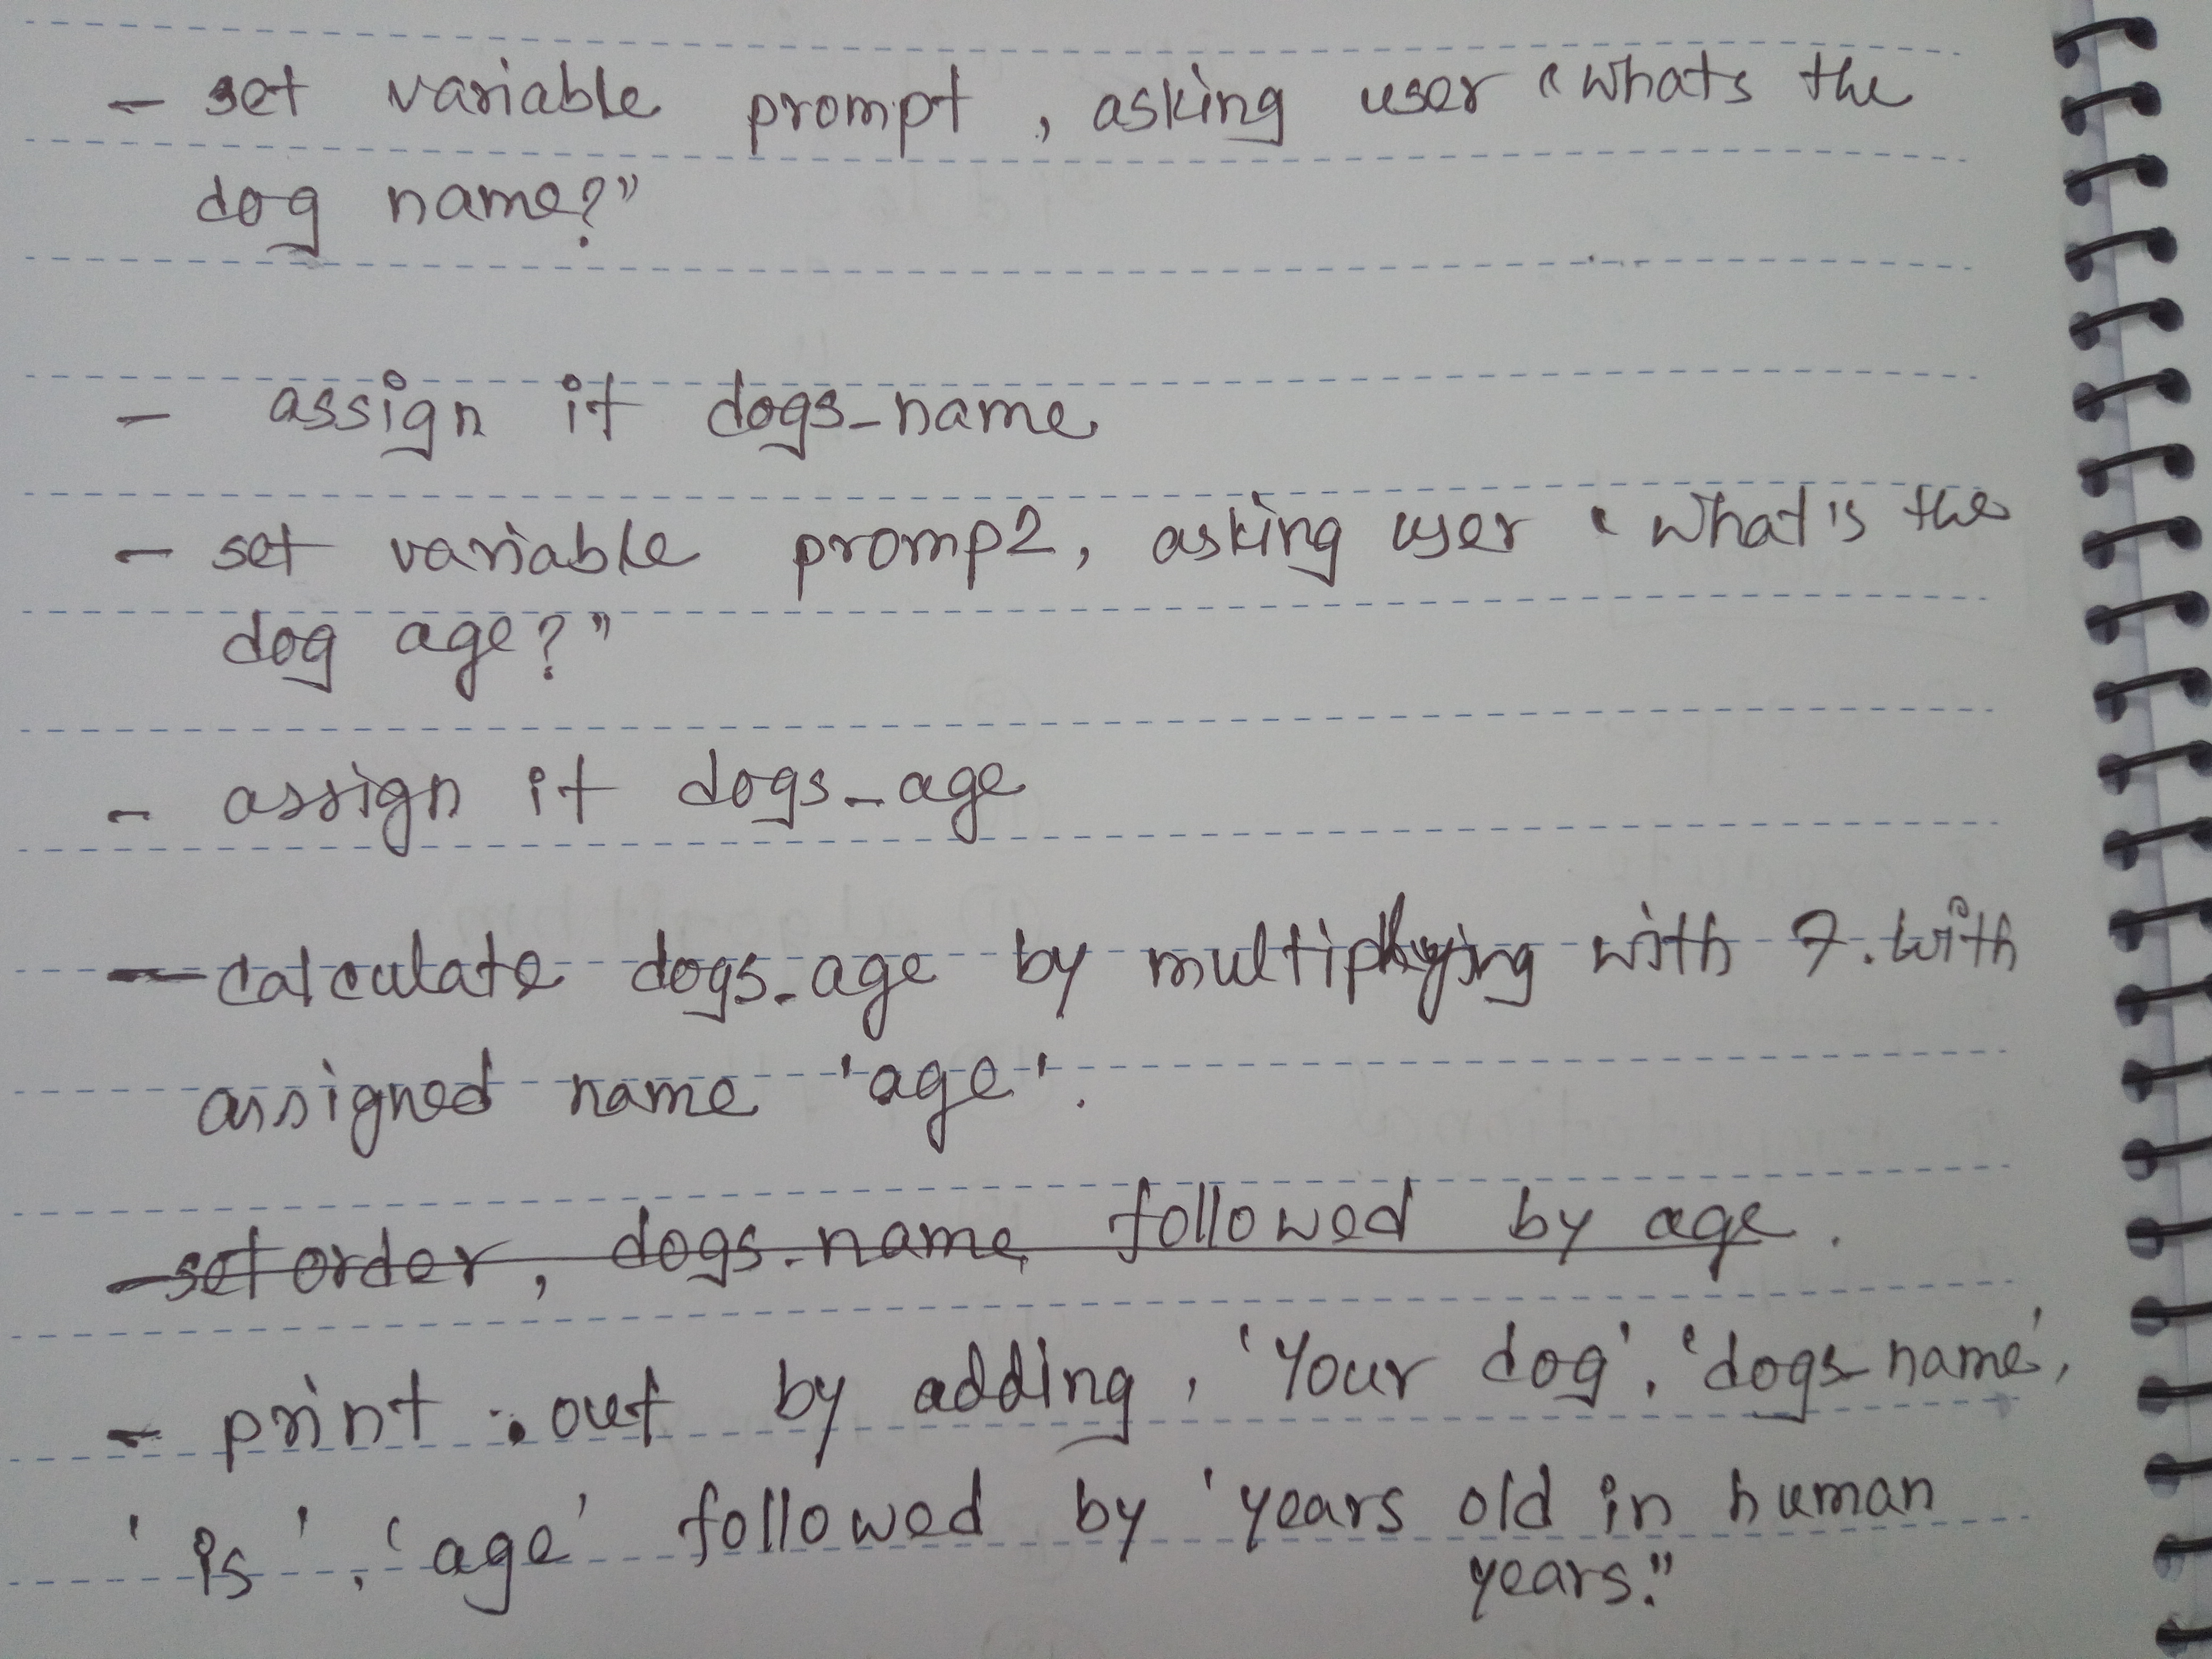 - set variable prompt, asking user "whats the
dog name?"
- assign it dogs_name
- set variable promp2, asking user "what is the
dog age?"
- assign it dogs_age
- calculate dogs_age by multiplying with 7. with
assigned name 'age'.
- set order, dogs_name followed by age.
- print out by adding, 'Your dog', 'dogs_name',
'is', 'age' followed by 'years old in human
years."